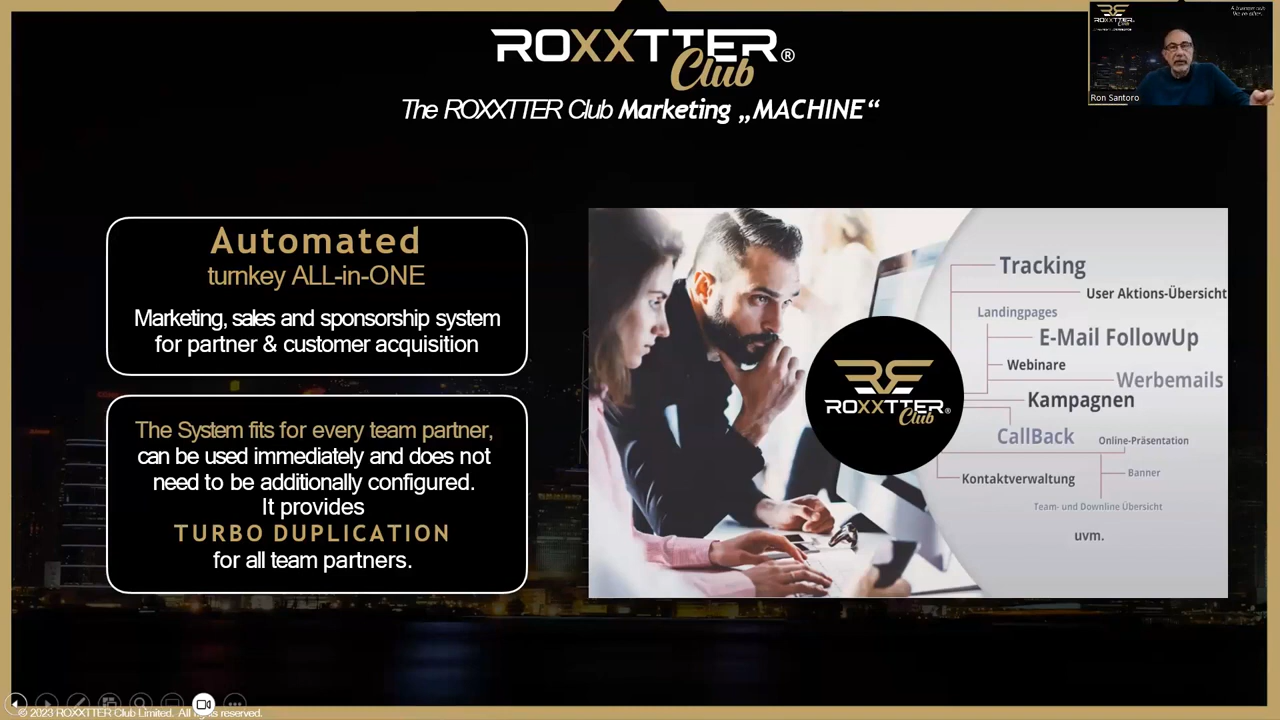 ROXXTTER®
Club
The ROXXTTER Club Marketing „MACHINE“
ROXXTTER
Club
Ron Santoro
Automated
turnkey ALL-in-ONE
Marketing, sales and sponsorship system
for partner & customer acquisition
The System fits for every team partner,
can be used immediately and does not
need to be additionally configured.
It provides
TURBO DUPLICATION
for all team partners.
Tracking
User Aktions-Übersicht
Landingpages
E-Mail FollowUp
Webinare
Werbemails
Kampagnen
CallBack
Online-Präsentation
Banner
Kontaktverwaltung
Team- und Downline Übersicht
uvm.
ROXXTTER®
Club
© 2023 ROXXTTER Club Limited. All rights reserved.